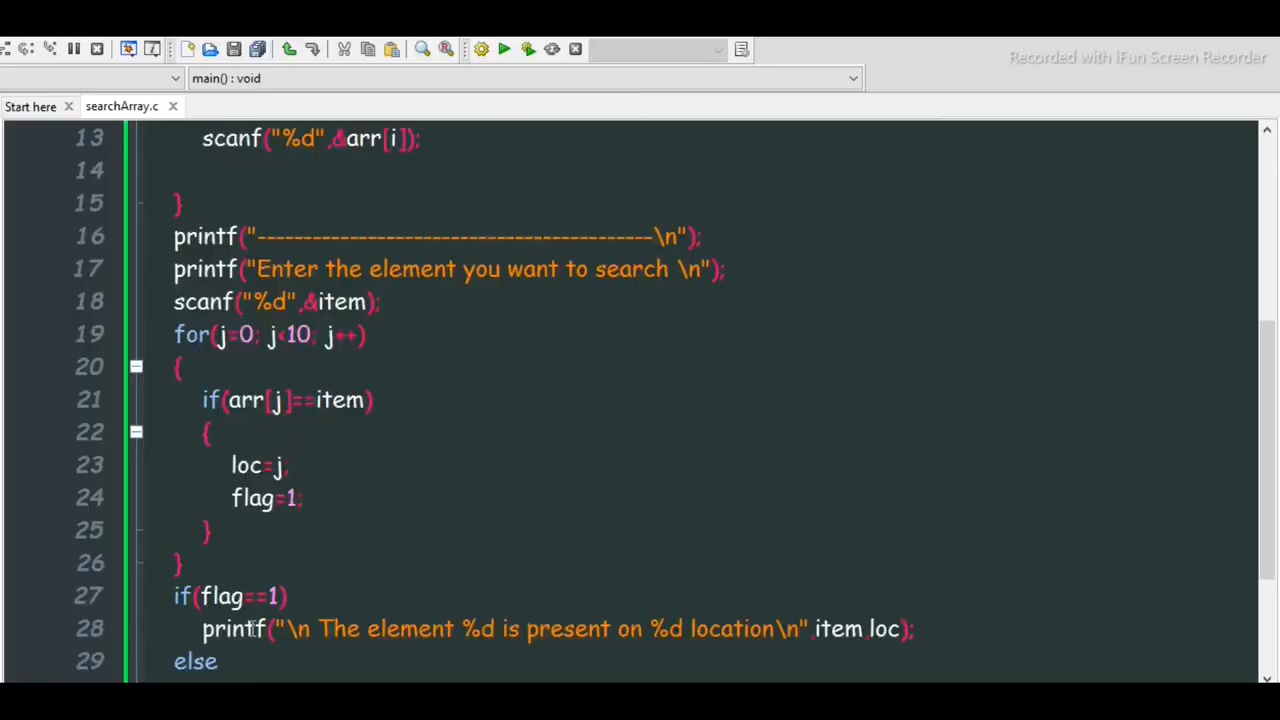 Recorded with iFun Screen Recorder
main() : void
Start here searchArray.c
13 scanf("%d",&arr[i]);
14
15 }
16 printf("-------------------------------------------\n");
17 printf("Enter the element you want to search \n");
18 scanf("%d",&item);
19 for(j=0; j<10; j++)
20 {
21 if(arr[j]==item)
22 {
23 loc=j;
24 flag=1;
25 }
26 }
27 if(flag==1)
28 printf("\n The element %d is present on %d location\n",item,loc);
29 else